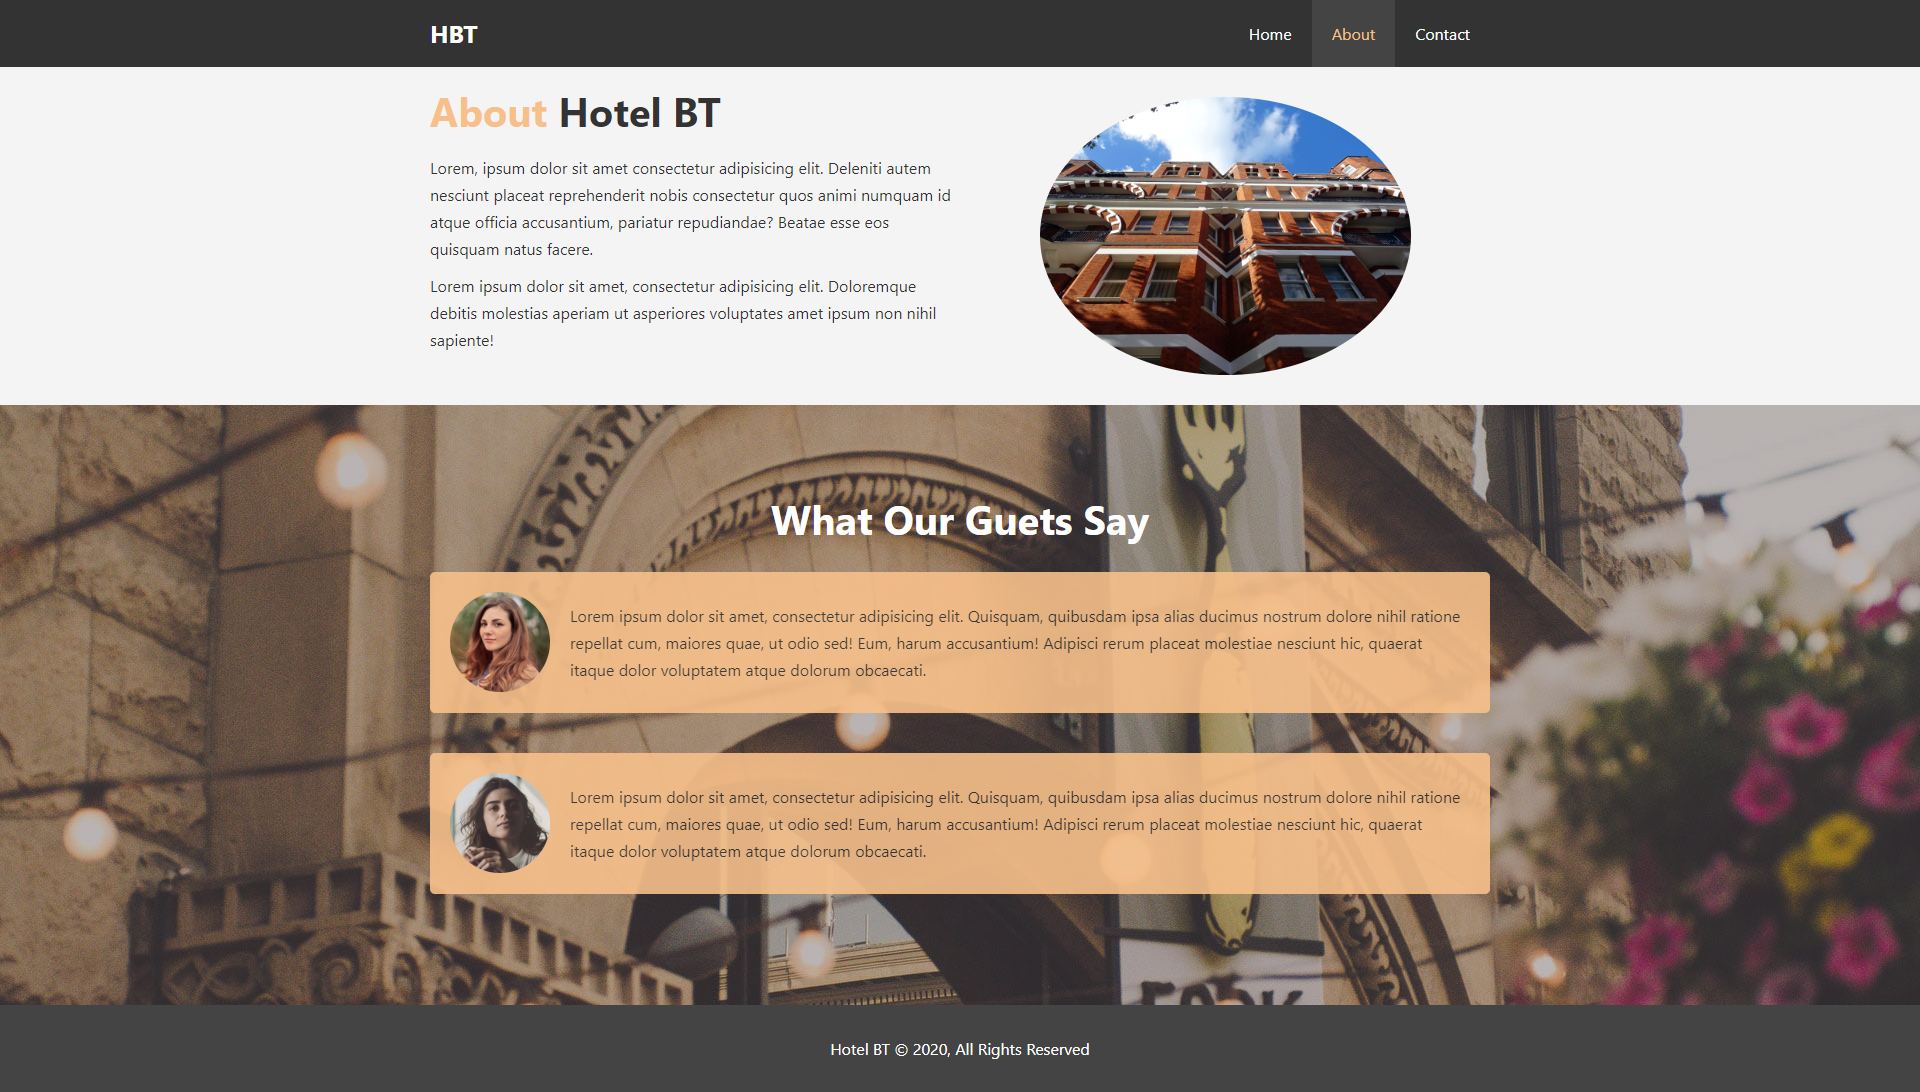 HBT
Home
About
Contact
About Hotel BT
Lorem, ipsum dolor sit amet consectetur adipisicing elit. Deleniti autem
nesciunt placeat reprehenderit nobis consectetur quos animi numquam id
atque officia accusantium, pariatur repudiandae? Beatae esse eos
quisquam natus facere.
Lorem ipsum dolor sit amet, consectetur adipisicing elit. Doloremque
debitis molestias aperiam ut asperiores voluptates amet ipsum non nihil
sapiente!
What Our Guets Say
Lorem ipsum dolor sit amet, consectetur adipisicing elit. Quisquam, quibusdam ipsa alias ducimus nostrum dolore nihil ratione
repellat cum, maiores quae, ut odio sed! Eum, harum accusantium! Adipisci rerum placeat molestiae nesciunt hic, quaerat
itaque dolor voluptatem atque dolorum obcaecati.
Lorem ipsum dolor sit amet, consectetur adipisicing elit. Quisquam, quibusdam ipsa alias ducimus nostrum dolore nihil ratione
repellat cum, maiores quae, ut odio sed! Eum, harum accusantium! Adipisci rerum placeat molestiae nesciunt hic, quaerat
itaque dolor voluptatem atque dolorum obcaecati.
Hotel BT © 2020, All Rights Reserved